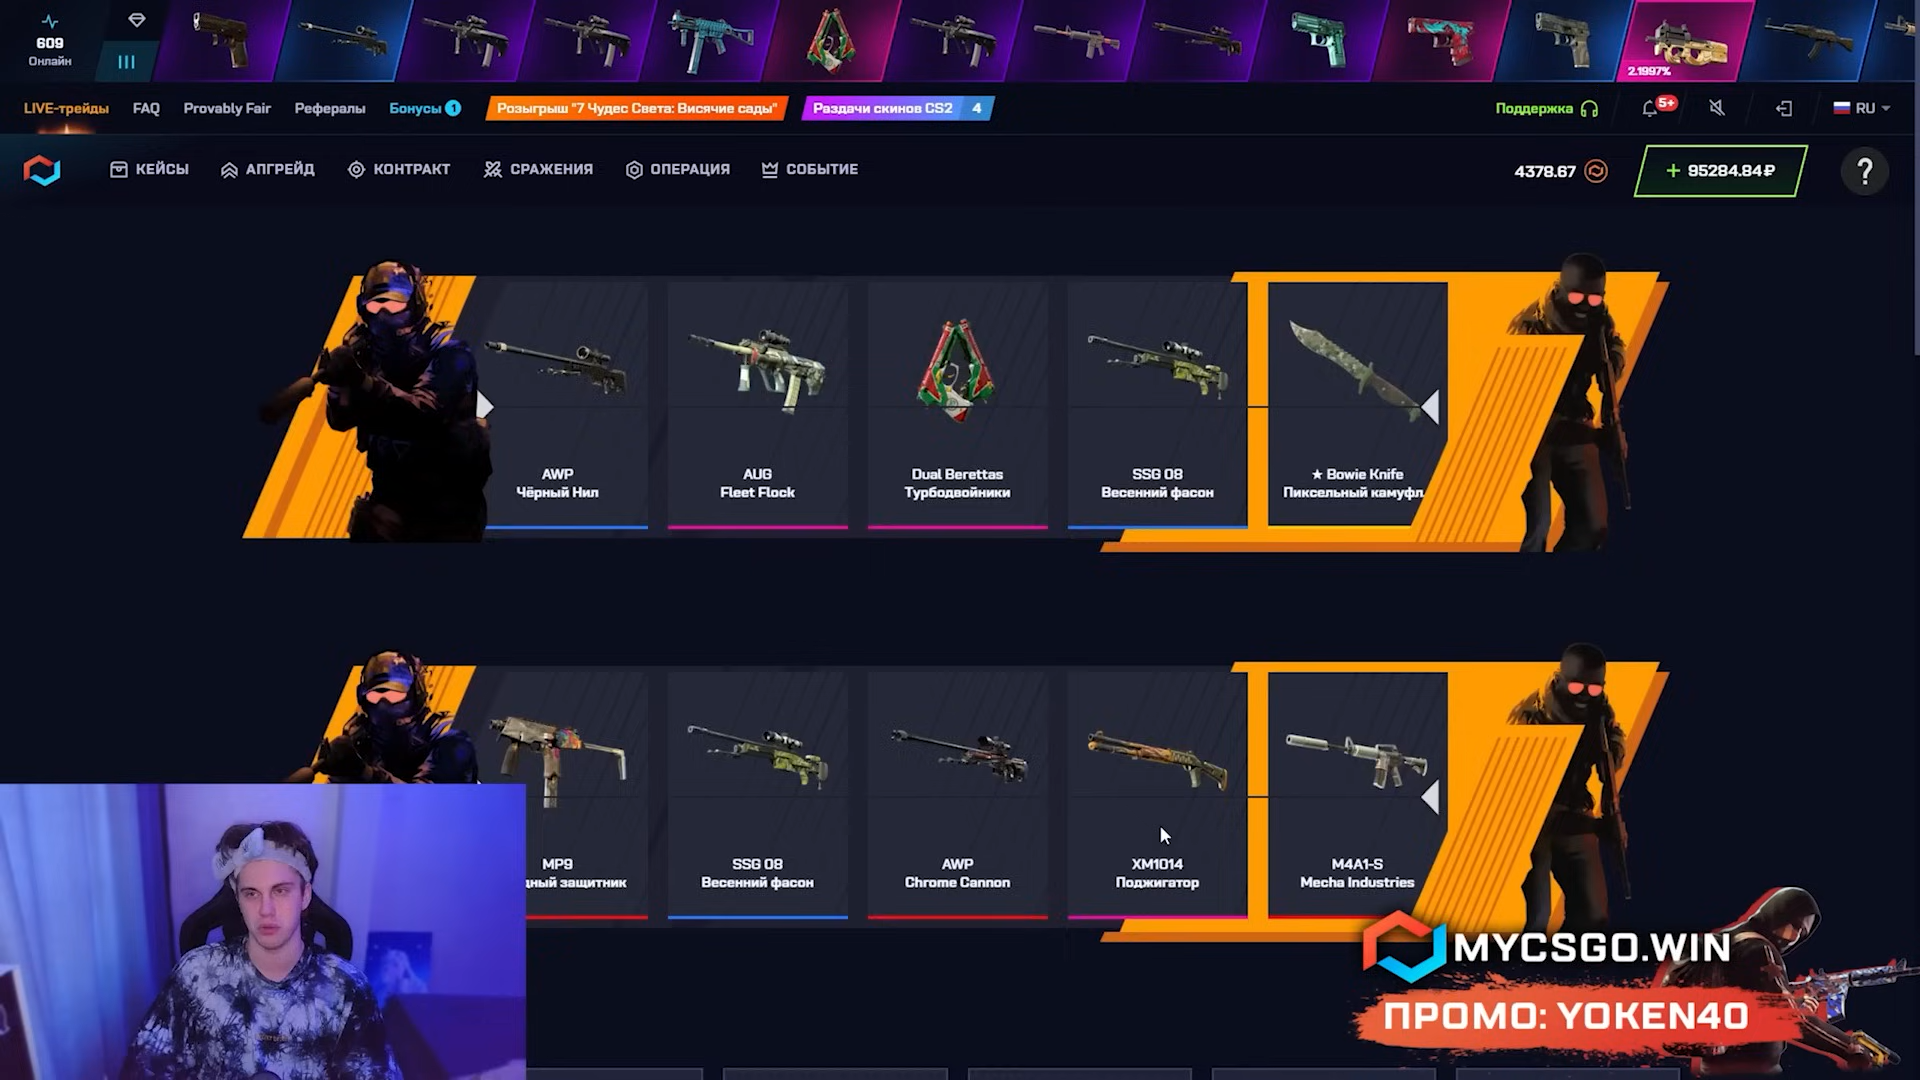 609
Онлайн
2.1997%
LIVE-трейды
FAQ
Provably Fair
Рефералы
Бонусы 1
Розыгрыш "7 Чудес Света: Висячие сады"
Раздачи скинов CS2 4
Поддержка
5+
RU
КЕЙСЫ
АПГРЕЙД
КОНТРАКТ
СРАЖЕНИЯ
ОПЕРАЦИЯ
СОБЫТИЕ
4378.67
+ 95284.84₽
?
AWP
Чёрный Нил
AUG
Fleet Flock
Dual Berettas
Турбодвойники
SSG 08
Весенний фасон
★ Bowie Knife
Пиксельный камуфл
MP9
дный защитник
SSG 08
Весенний фасон
AWP
Chrome Cannon
XM1014
Поджигатор
M4A1-S
Mecha Industries
MYCSGO.WIN
ПРОМО: YOKEN40